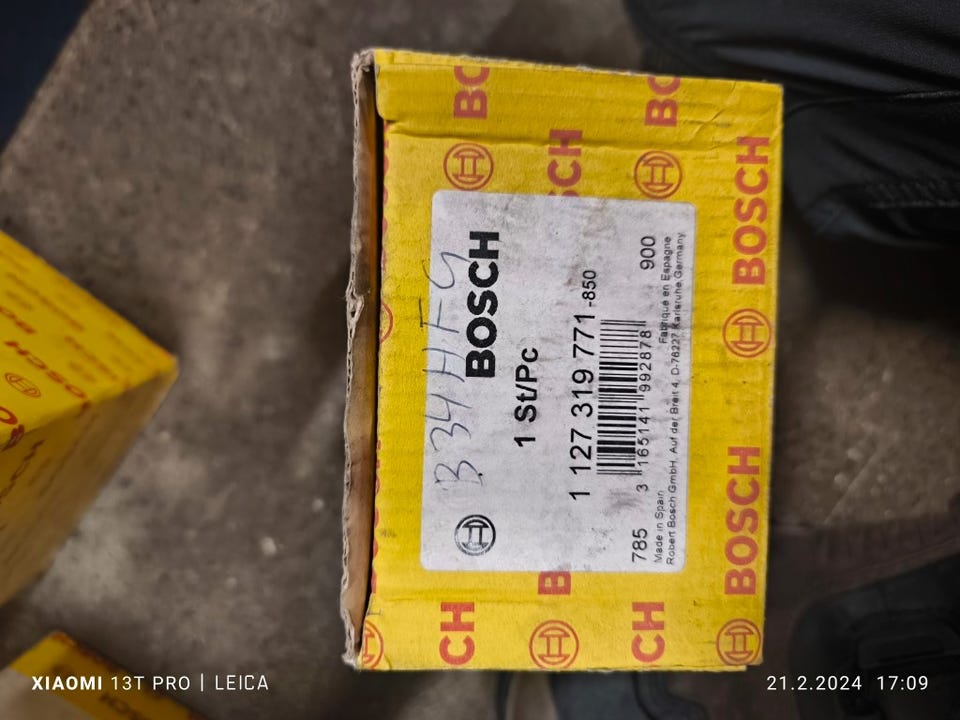 B34HFG
BOSCH
1 St/Pc
1 127 319 771-850
3 165141 992878
785
900
Made in Spain
Fabriqué en Espagne
Robert Bosch GmbH, Auf der Breit 4, D-76227 Karlsruhe, Germany
BOSCH
BOSCH
BOSCH
XIAOMI 13T PRO | LEICA
21.2.2024 17:09